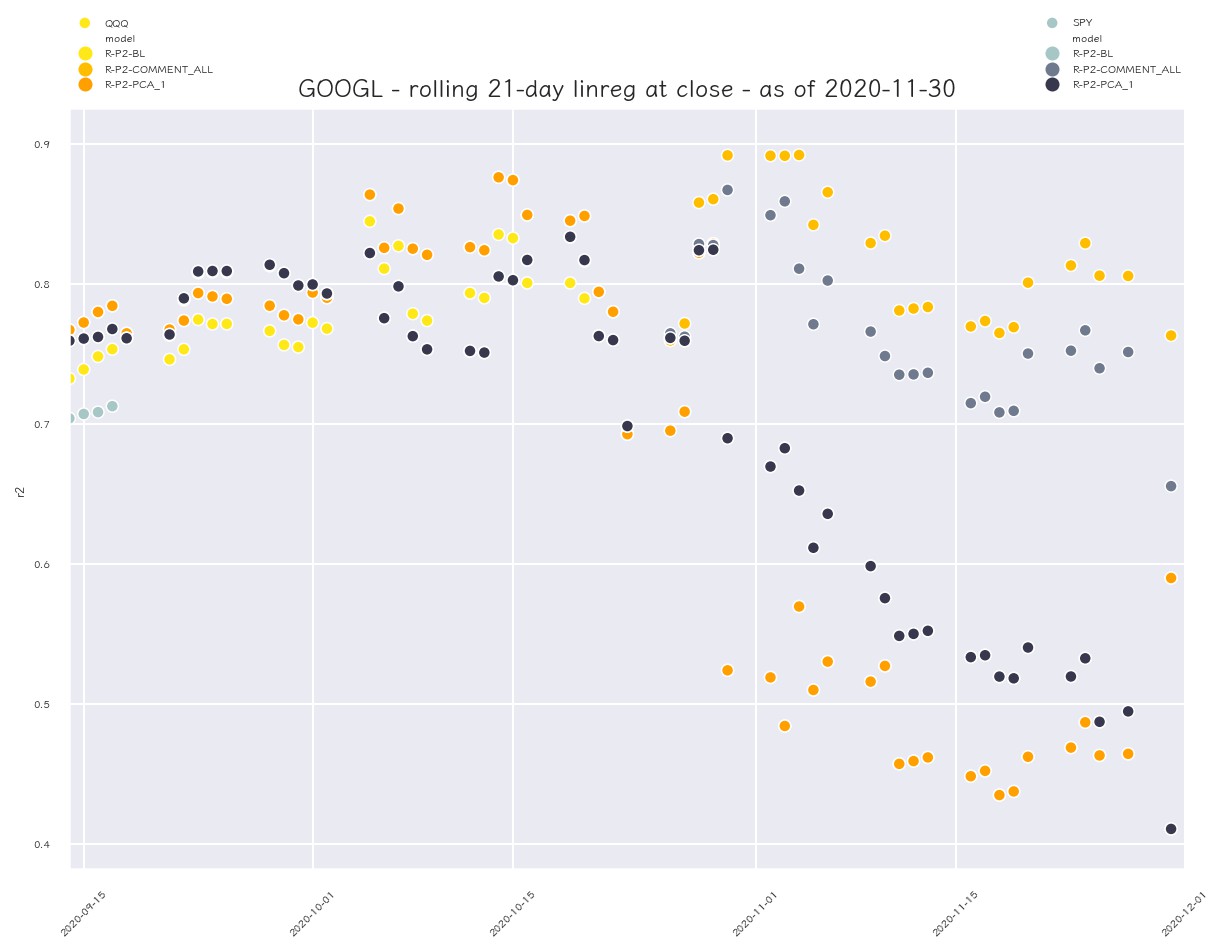 QQQ
model
R-P2-BL
R-P2-COMMENT_ALL
R-P2-PCA_1
SPY
model
R-P2-BL
R-P2-COMMENT_ALL
R-P2-PCA_1
GOOGL - rolling 21-day linreg at close - as of 2020-11-30
0.9
0.8
0.7
0.6
0.5
0.4
r2
2020-09-15
2020-10-01
2020-10-15
2020-11-01
2020-11-15
2020-12-01